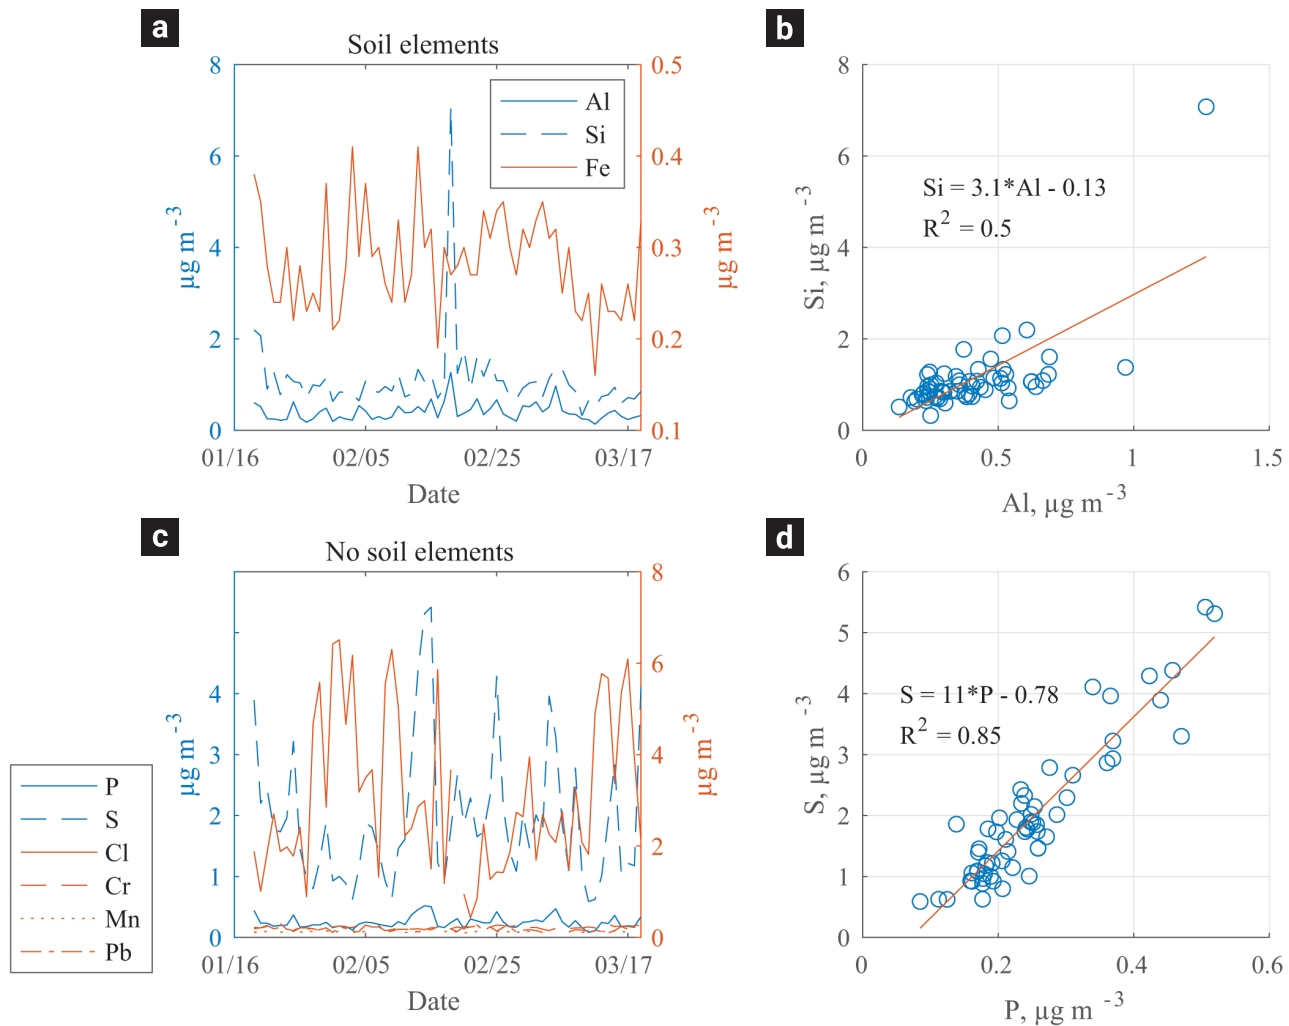 a
Soil elements
8
6
4
2
0
0.5
0.4
0.3
0.2
0.1
Al
Si
Fe
µg m -3
µg m -3
01/16 02/05 02/25 03/17
Date
b
8
6
4
2
0
Si = 3.1*Al - 0.13
R2 = 0.5
Si, µg m -3
0 0.5 1 1.5
Al, µg m -3
c
No soil elements
4
3
2
1
0
8
6
4
2
0
µg m -3
µg m -3
P
S
Cl
Cr
Mn
Pb
01/16 02/05 02/25 03/17
Date
d
6
5
4
3
2
1
0
S = 11*P - 0.78
R2 = 0.85
S, µg m -3
0 0.2 0.4 0.6
P, µg m -3